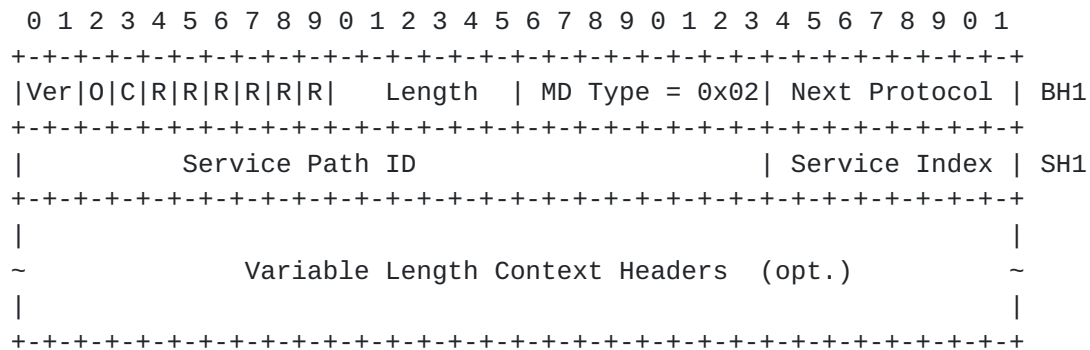 0 1 2 3 4 5 6 7 8 9 0 1 2 3 4 5 6 7 8 9 0 1 2 3 4 5 6 7 8 9 0 1
+-+-+-+-+-+-+-+-+-+-+-+-+-+-+-+-+-+-+-+-+-+-+-+-+-+-+-+-+-+-+-+-+
|Ver|O|C|R|R|R|R|R|R|   Length  | MD Type = 0x02| Next Protocol | BH1
+-+-+-+-+-+-+-+-+-+-+-+-+-+-+-+-+-+-+-+-+-+-+-+-+-+-+-+-+-+-+-+-+
|          Service Path ID                      | Service Index | SH1
+-+-+-+-+-+-+-+-+-+-+-+-+-+-+-+-+-+-+-+-+-+-+-+-+-+-+-+-+-+-+-+-+
|                                                               |
~              Variable Length Context Headers  (opt.)          ~
|                                                               |
+-+-+-+-+-+-+-+-+-+-+-+-+-+-+-+-+-+-+-+-+-+-+-+-+-+-+-+-+-+-+-+-+